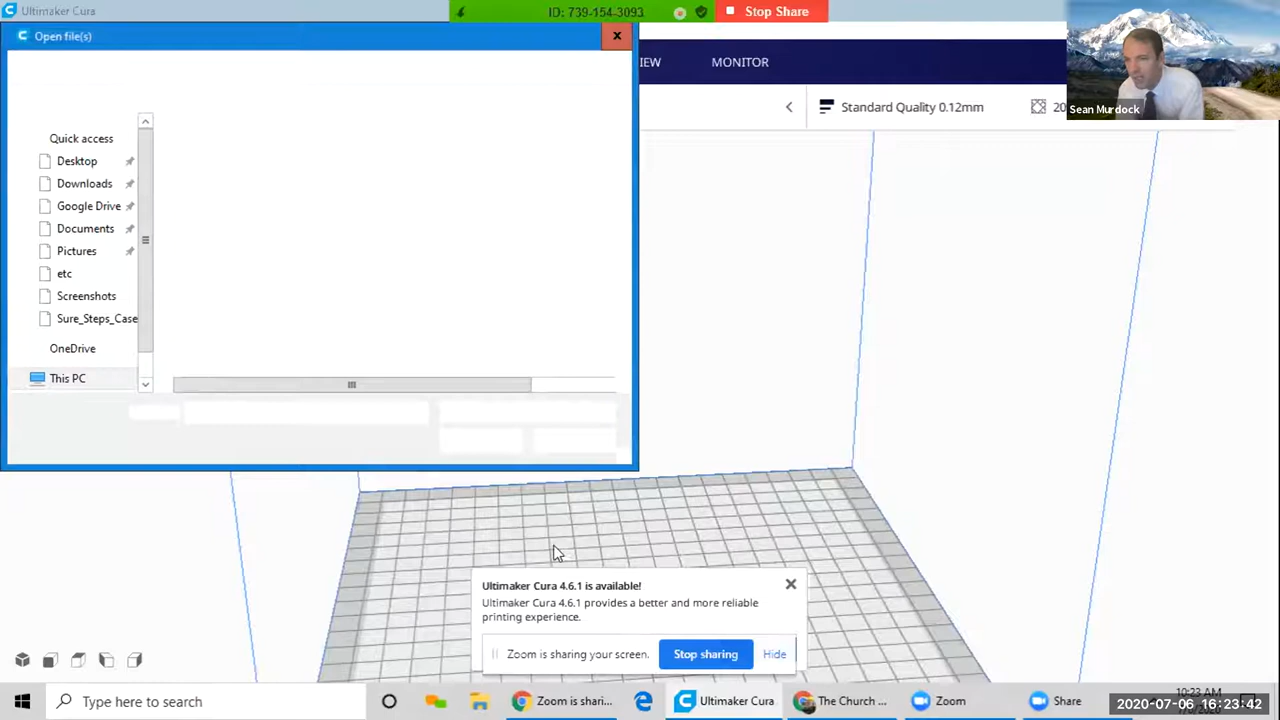 Ultimaker Cura
ID: 739-154-3093
Stop Share
Open file(s)
IEW
MONITOR
Standard Quality 0.12mm
20
Sean Murdock
Quick access
Desktop
Downloads
Google Drive
Documents
Pictures
etc
Screenshots
Sure_Steps_Case
OneDrive
This PC
Ultimaker Cura 4.6.1 is available!
Ultimaker Cura 4.6.1 provides a better and more reliable
printing experience.
Zoom is sharing your screen.
Stop sharing
Hide
Type here to search
Zoom is shari...
Ultimaker Cura
The Church ...
Zoom
Share
10:23 AM
2020-07-06 16:23:42